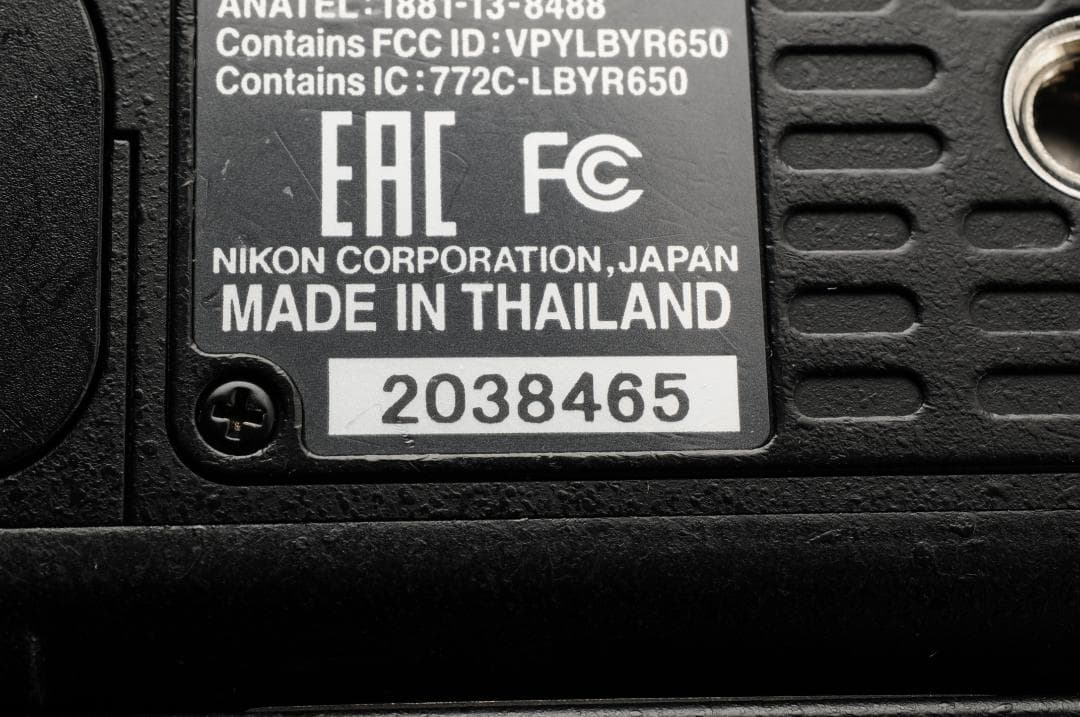 ANATEL:1881-13-8488
Contains FCC ID:VPYLBYR650
Contains IC:772C-LBYR650
EAC FC
NIKON CORPORATION,JAPAN
MADE IN THAILAND
2038465